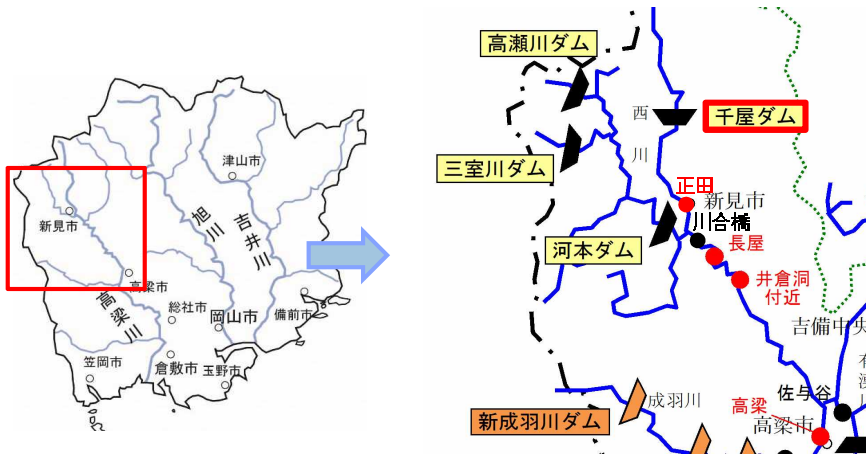 津山市
新見市
旭川
吉井川
高梁市
高梁川
総社市
岡山市
備前市
笠岡市
倉敷市
玉野市
高瀬川ダム
西川
千屋ダム
三室川ダム
正田
新見市
川合橋
河本ダム
長屋
井倉洞
付近
吉備中央
有漢川
佐与谷
成羽川
新成羽川ダム
高梁
高梁市